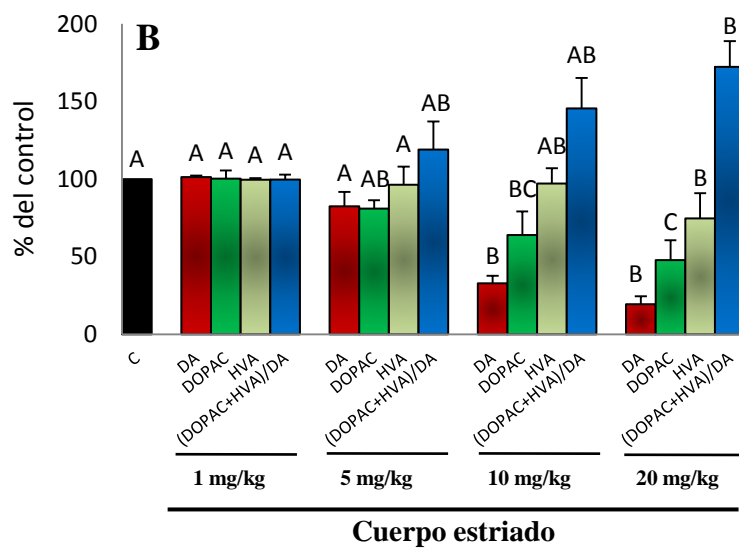 B
200
150
100
50
0
% del control
A
A A A A
A AB A AB
B BC AB AB
B C B B
C
DA DOPAC HVA (DOPAC+HVA)/DA
DA DOPAC HVA (DOPAC+HVA)/DA
DA DOPAC HVA (DOPAC+HVA)/DA
DA DOPAC HVA (DOPAC+HVA)/DA
1 mg/kg 5 mg/kg 10 mg/kg 20 mg/kg
Cuerpo estriado